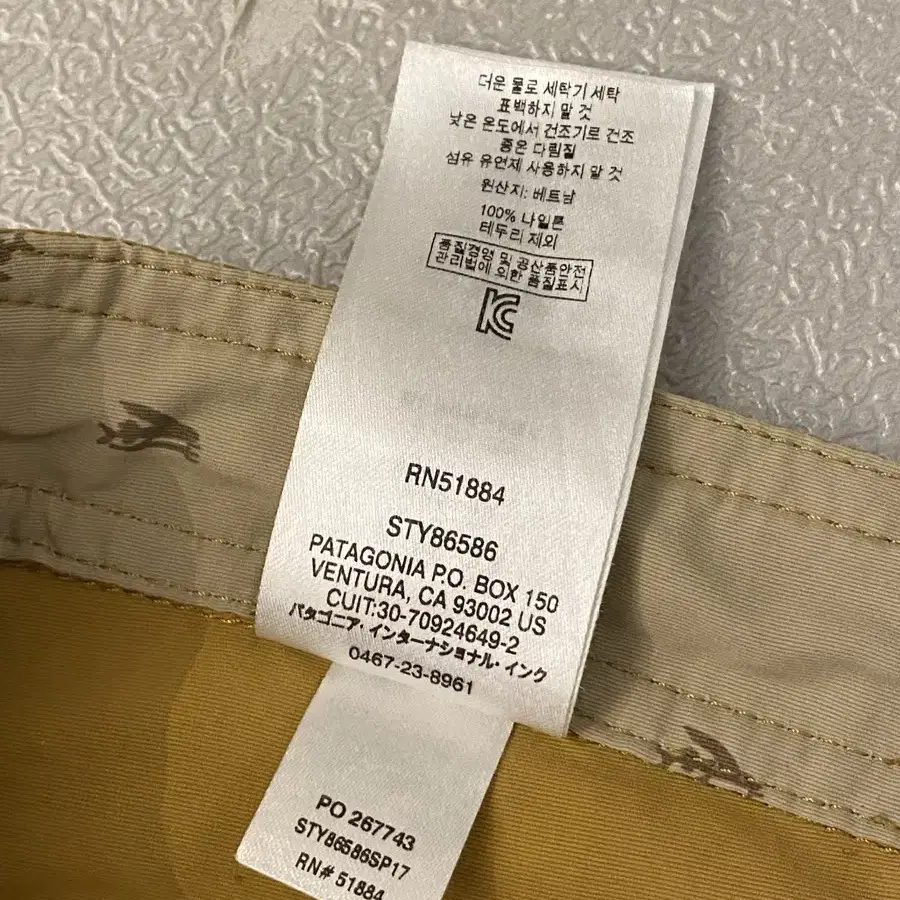 더운 물로 세탁기 세탁
표백하지 말 것
낮은 온도에서 건조기로 건조
중온 다림질
섬유 유연제 사용하지 말 것
원산지: 베트남
100% 나일론
테두리 제외
품질경영 및 공산품안전
관리법에 의한 품질표시
RN51884
STY86586
PATAGONIA P.O. BOX 150
VENTURA, CA 93002 US
CUIT:30-70924649-2
パタゴニア・インターナショナル・インク
0467-23-8961
PO 267743
STY86586SP17
RN# 51884